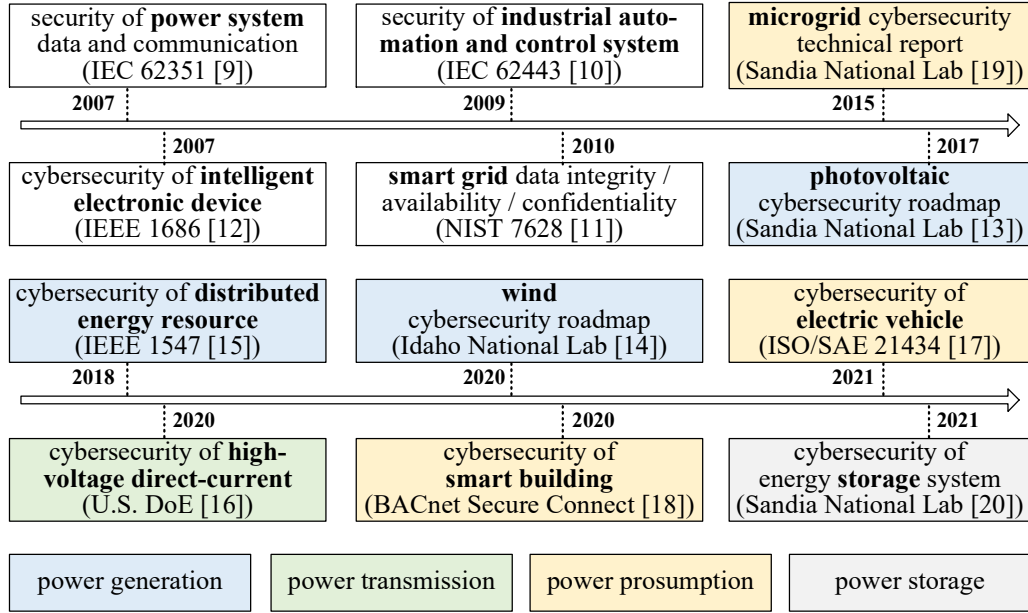 security of power system
data and communication
(IEC 62351 [9])
security of industrial auto-
mation and control system
(IEC 62443 [10])
microgrid cybersecurity
technical report
(Sandia National Lab [19])
2007
2009
2015
2007
2010
2017
cybersecurity of intelligent
electronic device
(IEEE 1686 [12])
smart grid data integrity /
availability / confidentiality
(NIST 7628 [11])
photovoltaic
cybersecurity roadmap
(Sandia National Lab [13])
cybersecurity of distributed
energy resource
(IEEE 1547 [15])
wind
cybersecurity roadmap
(Idaho National Lab [14])
cybersecurity of
electric vehicle
(ISO/SAE 21434 [17])
2018
2020
2021
2020
2020
2021
cybersecurity of high-
voltage direct-current
(U.S. DoE [16])
cybersecurity of
smart building
(BACnet Secure Connect [18])
cybersecurity of
energy storage system
(Sandia National Lab [20])
power generation
power transmission
power prosumption
power storage